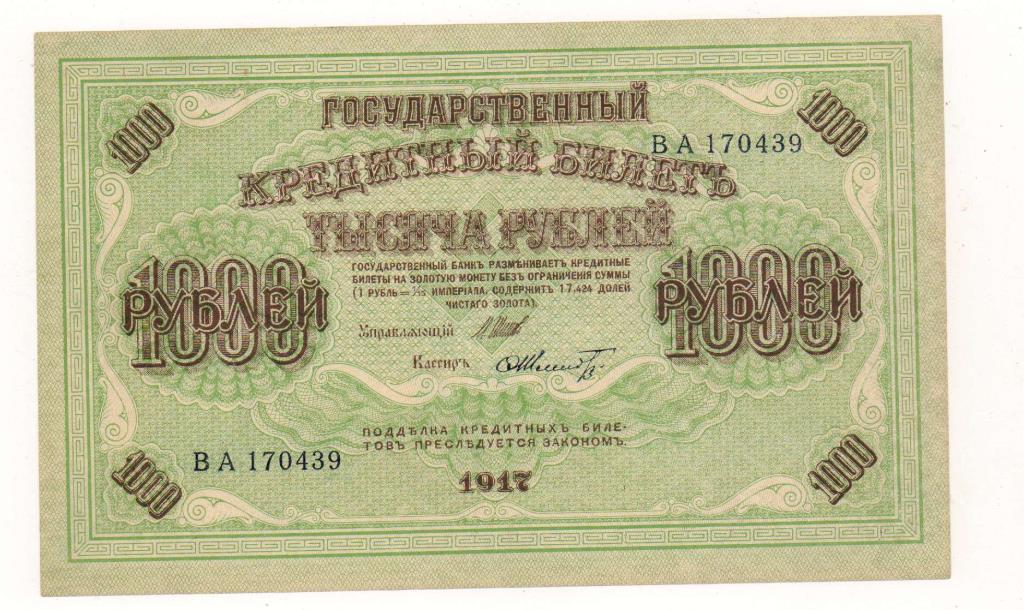 1000
1000
ГОСУДАРСТВЕННЫЙ
ВА 170439
КРЕДИТНЫЙ БИЛЕТЪ
ТЫСЯЧА РУБЛЕЙ
1000 РУБЛЕЙ
1000 РУБЛЕЙ
ГОСУДАРСТВЕННЫЙ БАНКЪ РАЗМѢНИВАЕТЪ КРЕДИТНЫЕ
БИЛЕТЫ НА ЗОЛОТУЮ МОНЕТУ БЕЗЪ ОГРАНИЧЕНІЯ СУММЫ
(1 РУБЛЬ = 1/15 ИМПЕРІАЛА, СОДЕРЖИТЪ 17,424 ДОЛЕЙ
ЧИСТАГО ЗОЛОТА).
Управляющій
Кассиръ
ПОДДѢЛКА КРЕДИТНЫХЪ БИЛЕ-
ТОВЪ ПРЕСЛѢДУЕТСЯ ЗАКОНОМЪ.
ВА 170439
1000
1917
1000